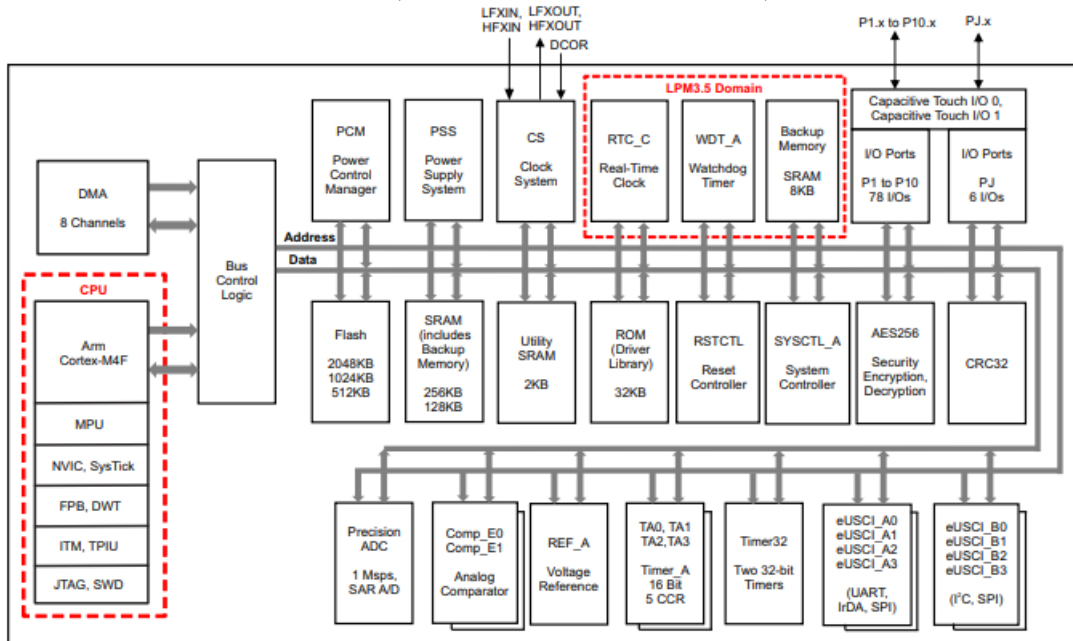 LFXIN,
HFXIN
LFXOUT,
HFXOUT
DCOR
P1.x to P10.x
PJ.x
LPM3.5 Domain
Capacitive Touch I/O 0,
Capacitive Touch I/O 1
PCM
Power
Control
Manager
PSS
Power
Supply
System
CS
Clock
System
RTC_C
Real-Time
Clock
WDT_A
Watchdog
Timer
Backup
Memory
SRAM
8KB
I/O Ports
P1 to P10
78 I/Os
I/O Ports
PJ
6 I/Os
DMA
8 Channels
Bus
Control
Logic
Address
Data
CPU
Arm
Cortex-M4F
MPU
NVIC, SysTick
FPB, DWT
ITM, TPIU
JTAG, SWD
Flash
2048KB
1024KB
512KB
SRAM
(includes
Backup
Memory)
256KB
128KB
Utility
SRAM
2KB
ROM
(Driver
Library)
32KB
RSTCTL
Reset
Controller
SYSCTL_A
System
Controller
AES256
Security
Encryption,
Decryption
CRC32
Precision
ADC
1 Msps,
SAR A/D
Comp_E0
Comp_E1
Analog
Comparator
REF_A
Voltage
Reference
TA0, TA1
TA2,TA3
Timer_A
16 Bit
5 CCR
Timer32
Two 32-bit
Timers
eUSCI_A0
eUSCI_A1
eUSCI_A2
eUSCI_A3
(UART,
IrDA, SPI)
eUSCI_B0
eUSCI_B1
eUSCI_B2
eUSCI_B3
(I²C, SPI)